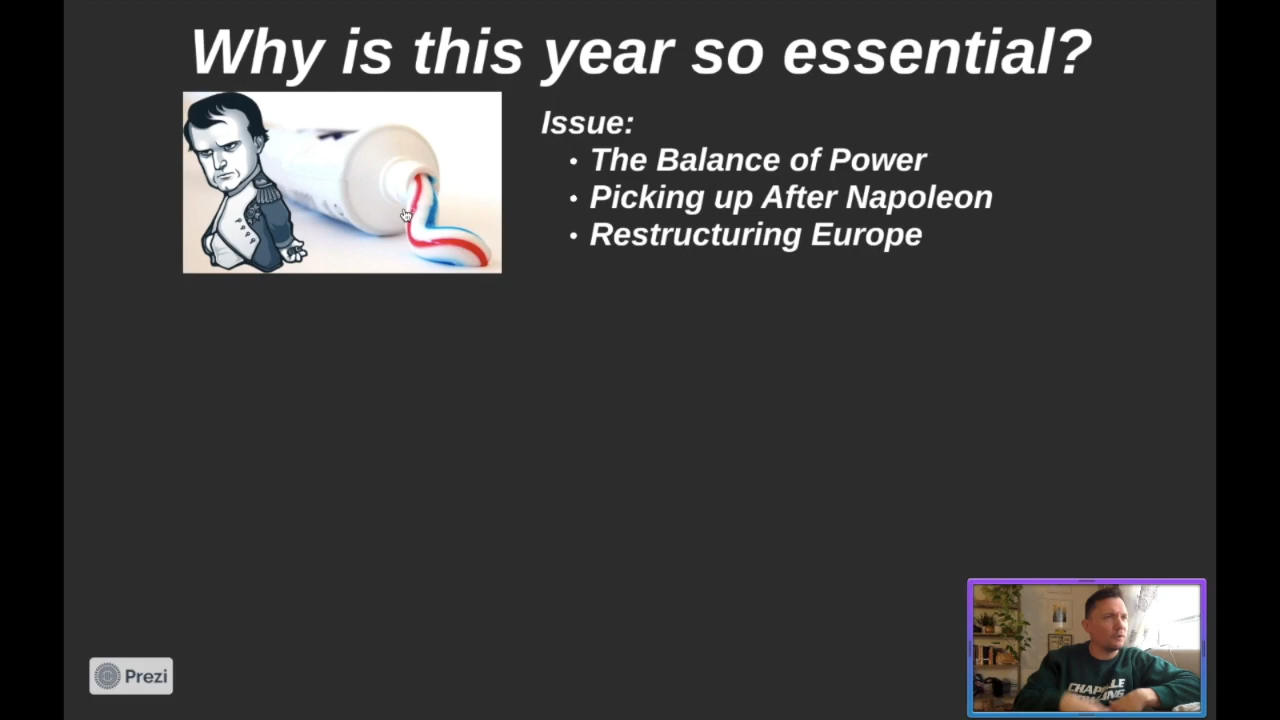 Why is this year so essential?
Issue:
• The Balance of Power
• Picking up After Napoleon
• Restructuring Europe
Prezi